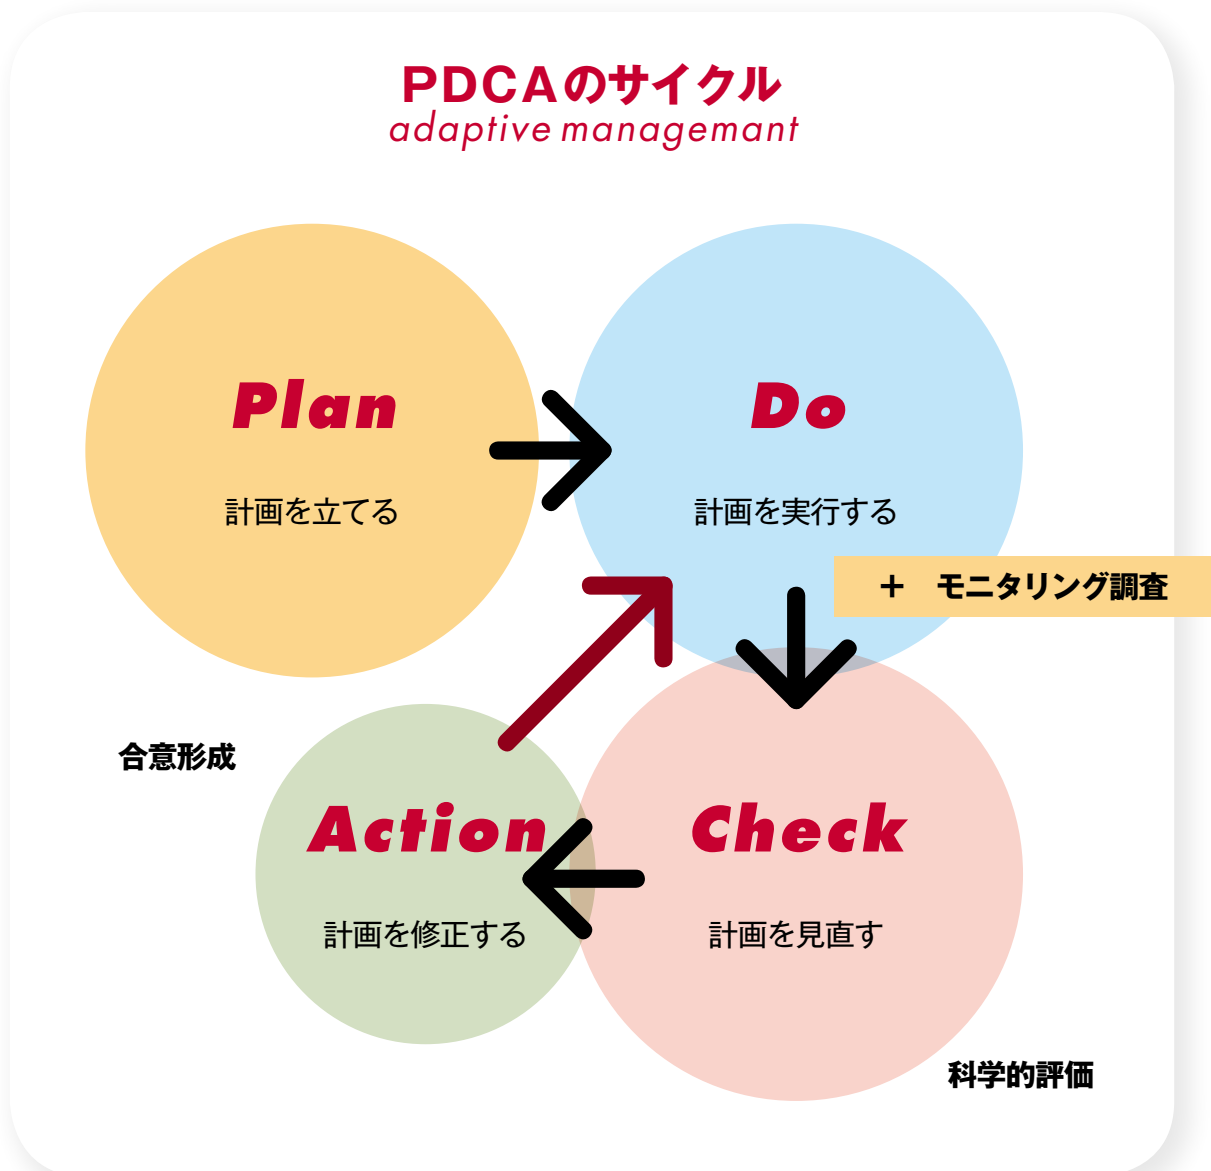 PDCAのサイクル
adaptive managemant
Plan
計画を立てる
Do
計画を実行する
＋　モニタリング調査
合意形成
Action
計画を修正する
Check
計画を見直す
科学的評価